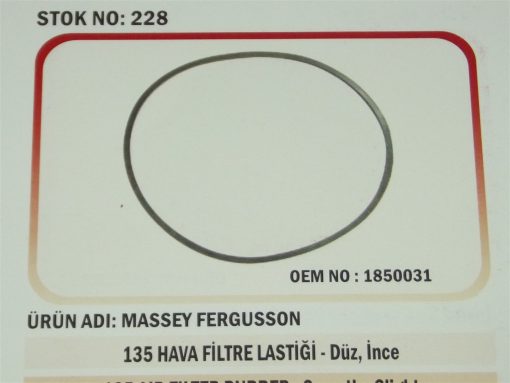 STOK NO: 228
OEM NO : 1850031
ÜRÜN ADI: MASSEY FERGUSSON
135 HAVA FİLTRE LASTİĞİ - Düz, İnce